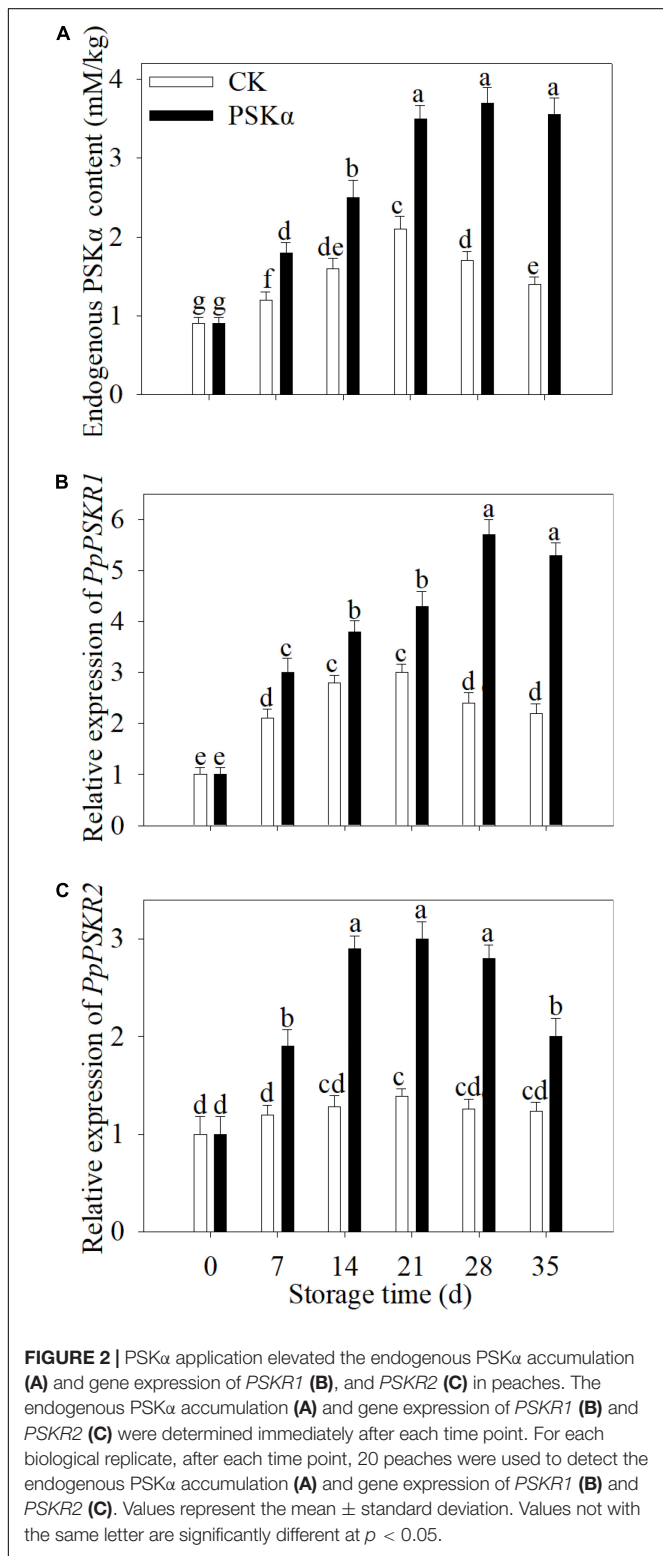 A
Endogenous PSKα content (mM/kg)
4
3
2
1
0
CK
PSKα
g g f d de b c a d a e a
B
Relative expression of PpPSKR1
6
5
4
3
2
1
0
e e d c c b c b d a d a
C
Relative expression of PpPSKR2
3
2
1
0
d d d b cd a c a cd a cd b
0 7 14 21 28 35
Storage time (d)
FIGURE 2 | PSKα application elevated the endogenous PSKα accumulation
(A) and gene expression of PSKR1 (B), and PSKR2 (C) in peaches. The
endogenous PSKα accumulation (A) and gene expression of PSKR1 (B) and
PSKR2 (C) were determined immediately after each time point. For each
biological replicate, after each time point, 20 peaches were used to detect the
endogenous PSKα accumulation (A) and gene expression of PSKR1 (B) and
PSKR2 (C). Values represent the mean ± standard deviation. Values not with
the same letter are significantly different at p < 0.05.